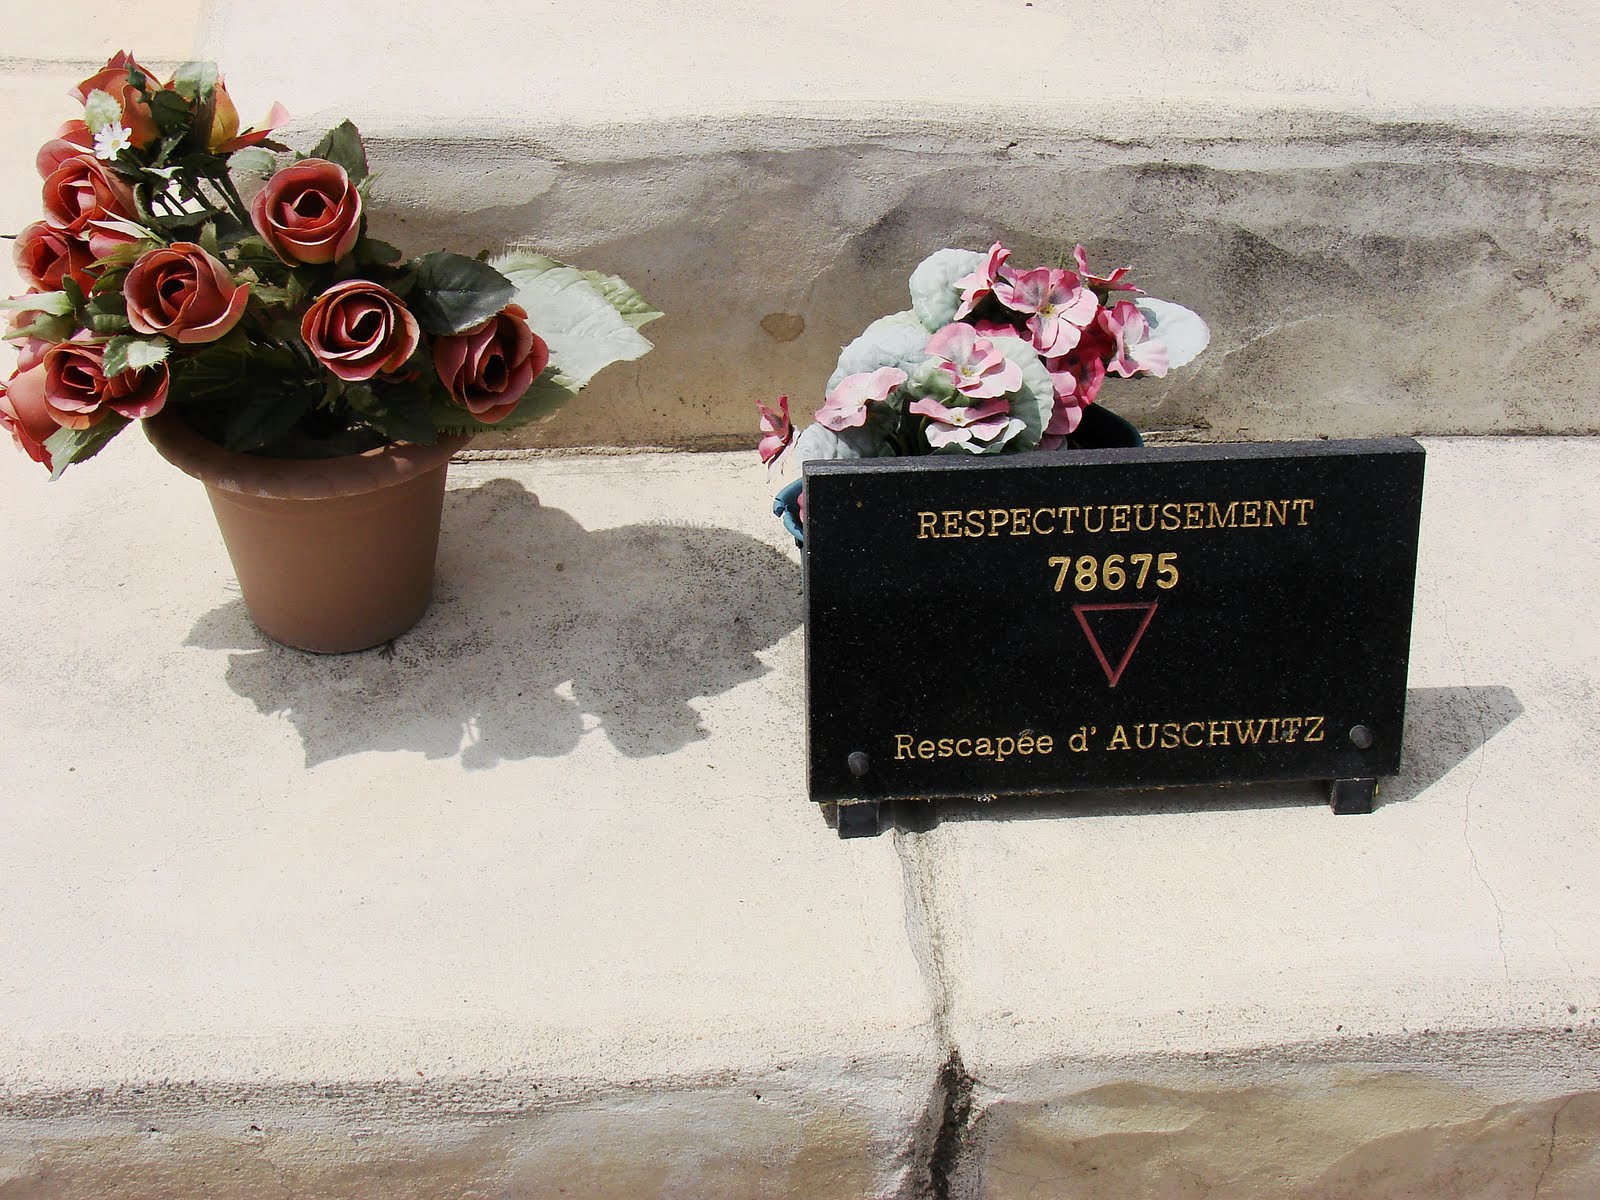 RESPECTUEUSEMENT
78675
Rescapée d'AUSCHWITZ